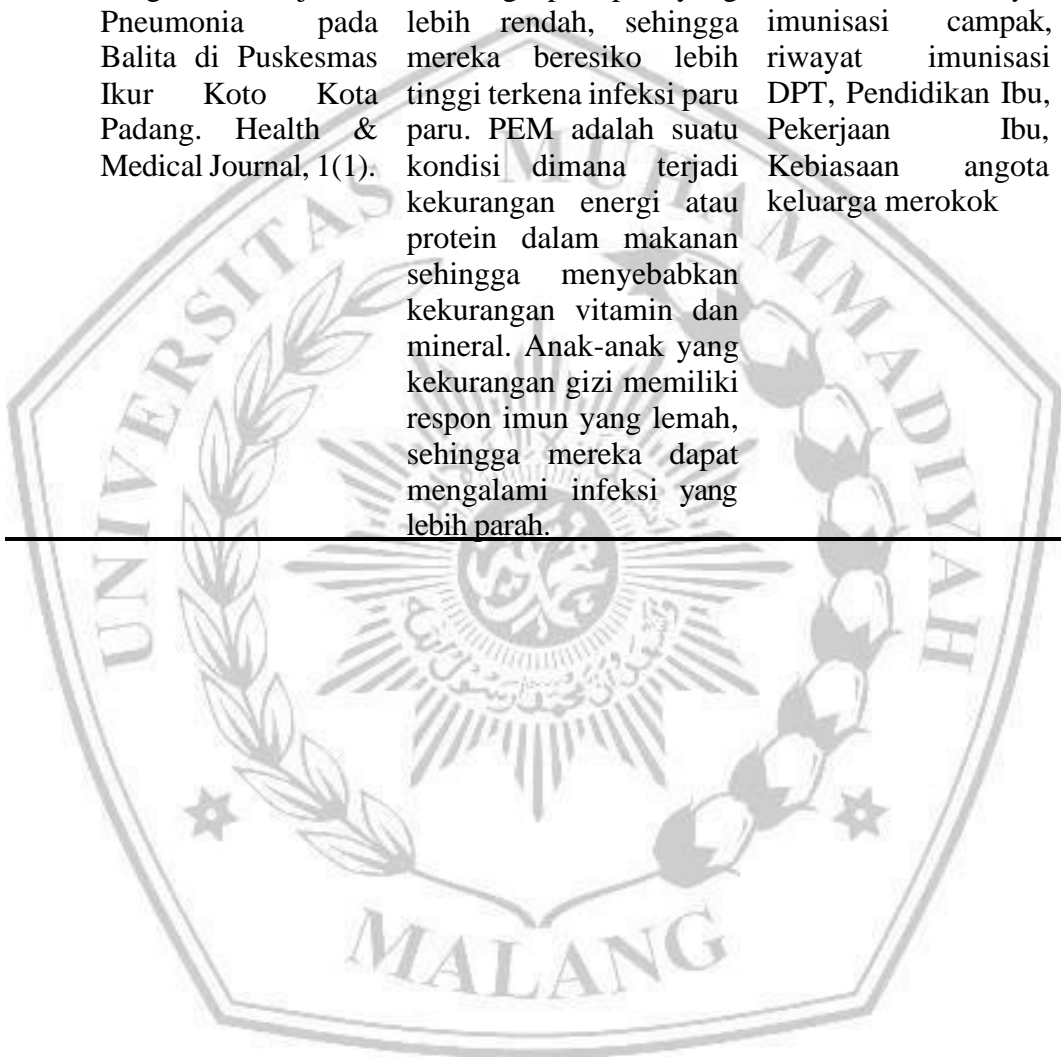 Pneumonia pada
Balita di Puskesmas
Ikur Koto Kota
Padang. Health &
Medical Journal, 1(1).
lebih rendah, sehingga
mereka beresiko lebih
tinggi terkena infeksi paru
paru. PEM adalah suatu
kondisi dimana terjadi
kekurangan energi atau
protein dalam makanan
sehingga menyebabkan
kekurangan vitamin dan
mineral. Anak-anak yang
kekurangan gizi memiliki
respon imun yang lemah,
sehingga mereka dapat
mengalami infeksi yang
lebih parah.
imunisasi campak,
riwayat imunisasi
DPT, Pendidikan Ibu,
Pekerjaan Ibu,
Kebiasaan angota
keluarga merokok
UNIVERSITAS MUHAMMADIYAH
MALANG